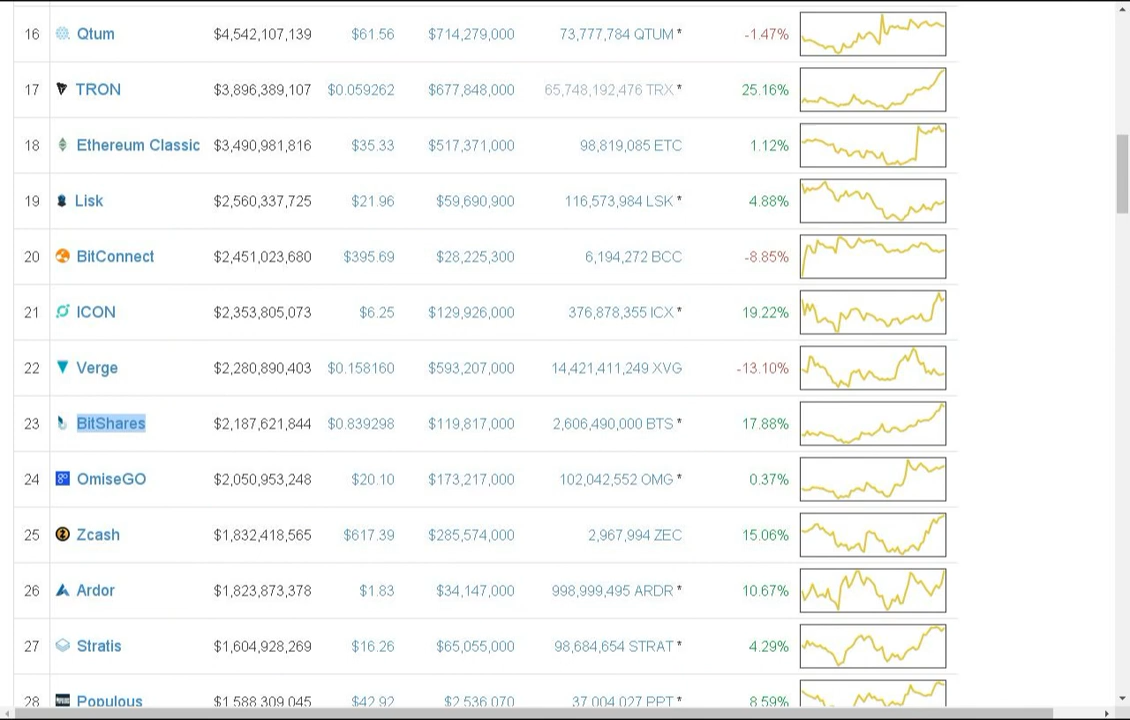 16 Qtum $4,542,107,139 $61.56 $714,279,000 73,777,784 QTUM * -1.47%
17 TRON $3,896,389,107 $0.059262 $677,848,000 65,748,192,476 TRX * 25.16%
18 Ethereum Classic $3,490,981,816 $35.33 $517,371,000 98,819,085 ETC 1.12%
19 Lisk $2,560,337,725 $21.96 $59,690,900 116,573,984 LSK * 4.88%
20 BitConnect $2,451,023,680 $395.69 $28,225,300 6,194,272 BCC -8.85%
21 ICON $2,353,805,073 $6.25 $129,926,000 376,878,355 ICX * 19.22%
22 Verge $2,280,890,403 $0.158160 $593,207,000 14,421,411,249 XVG -13.10%
23 BitShares $2,187,621,844 $0.839298 $119,817,000 2,606,490,000 BTS * 17.88%
24 OmiseGO $2,050,953,248 $20.10 $173,217,000 102,042,552 OMG * 0.37%
25 Zcash $1,832,418,565 $617.39 $285,574,000 2,967,994 ZEC 15.06%
26 Ardor $1,823,873,378 $1.83 $34,147,000 998,999,495 ARDR * 10.67%
27 Stratis $1,604,928,269 $16.26 $65,055,000 98,684,654 STRAT * 4.29%
28 Populous $1,588,309,045 $42.92 $2,536,070 37,004,027 PPT * 8.59%